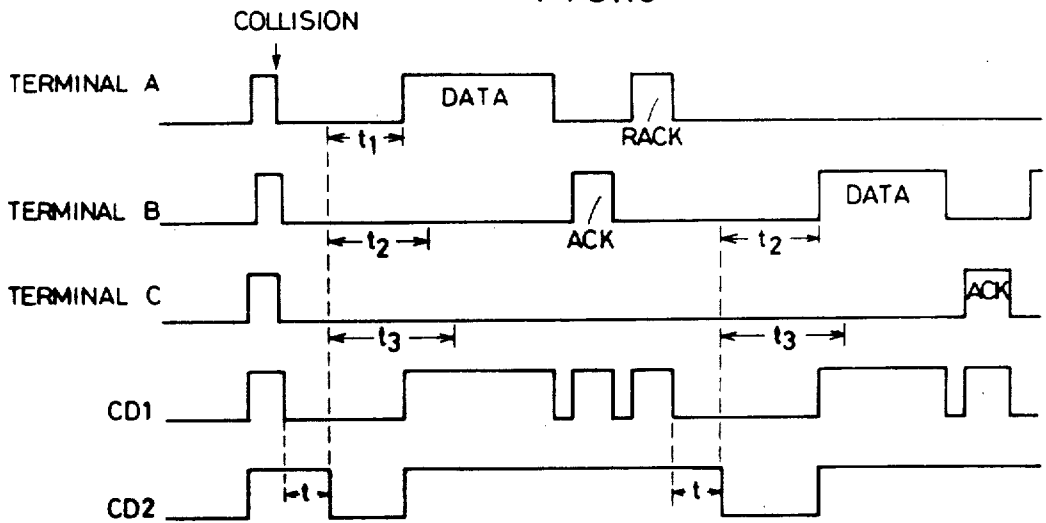 COLLISION
TERMINAL A
DATA
t1
RACK
TERMINAL B
DATA
t2
ACK
t2
TERMINAL C
ACK
t3
t3
CD1
t
t
CD2